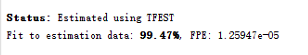 Status: Estimated using TFEST
Fit to estimation data: 99.47%, FPE: 1.25947e-05